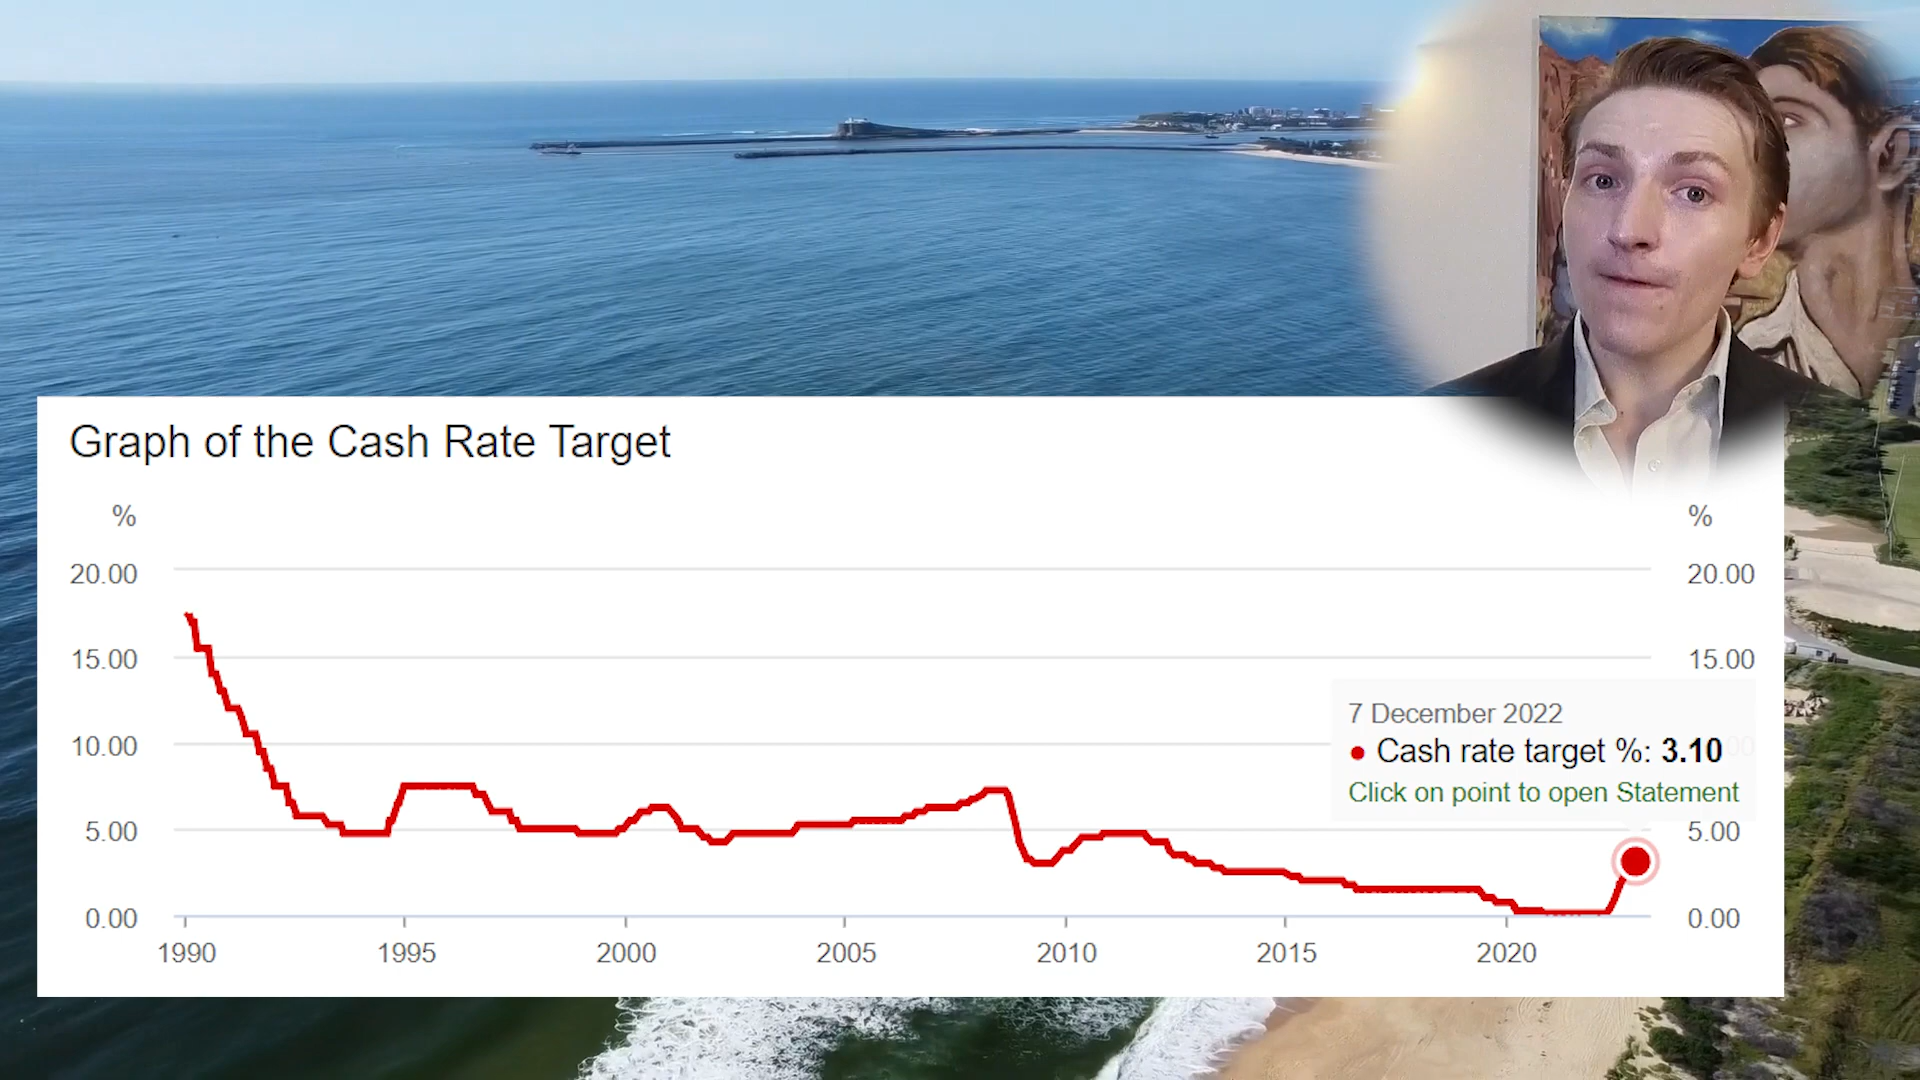 Graph of the Cash Rate Target
% %
20.00 20.00
15.00 15.00
7 December 2022
10.00 Cash rate target %: 3.10 00
Click on point to open Statement
5.00 5.00
0.00 0.00
1990 1995 2000 2005 2010 2015 2020